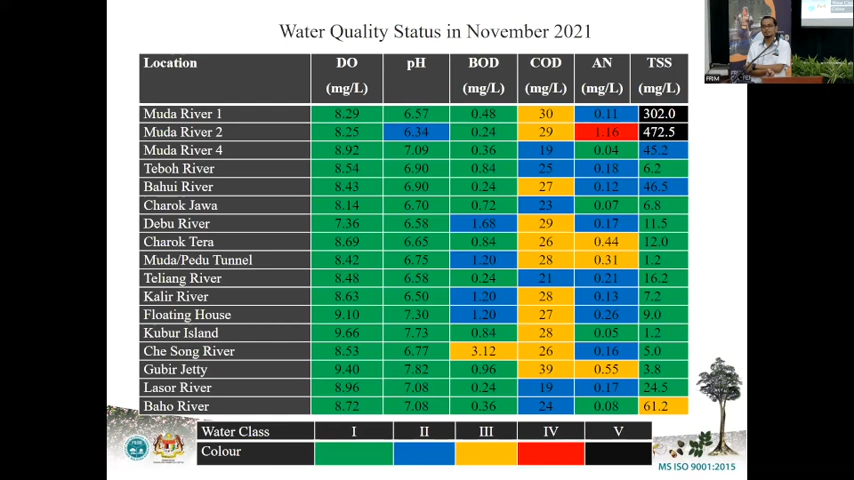 Water Quality Status in November 2021
Location DO pH BOD COD AN TSS
(mg/L) (mg/L) (mg/L) (mg/L) (mg/L)
Muda River 1 8.29 6.57 0.48 30 0.11 302.0
Muda River 2 8.25 6.34 0.24 29 1.16 472.5
Muda River 4 8.92 7.09 0.36 19 0.04 45.2
Teboh River 8.54 6.90 0.84 25 0.18 6.2
Bahui River 8.43 6.90 0.24 27 0.12 46.5
Charok Jawa 8.14 6.70 0.72 23 0.07 6.8
Debu River 7.36 6.58 1.68 29 0.17 11.5
Charok Tera 8.69 6.65 0.84 26 0.44 12.0
Muda/Pedu Tunnel 8.42 6.75 1.20 28 0.31 1.2
Teliang River 8.48 6.58 0.24 21 0.21 16.2
Kalir River 8.63 6.50 1.20 28 0.13 7.2
Floating House 9.10 7.30 1.20 27 0.26 9.0
Kubur Island 9.66 7.73 0.84 28 0.05 1.2
Che Song River 8.53 6.77 3.12 26 0.16 5.0
Gubir Jetty 9.40 7.82 0.96 39 0.55 3.8
Lasor River 8.96 7.08 0.24 19 0.17 24.5
Baho River 8.72 7.08 0.36 24 0.08 61.2
Water Class I II III IV V
Colour
MS ISO 9001:2015
FRIM